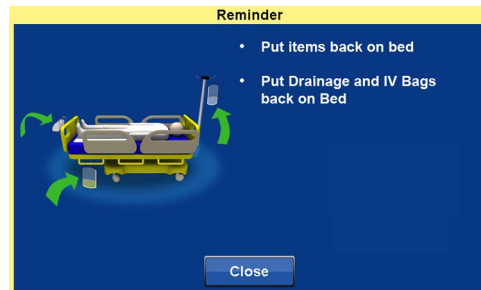 Reminder
• Put items back on bed
• Put Drainage and IV Bags
back on Bed
Close